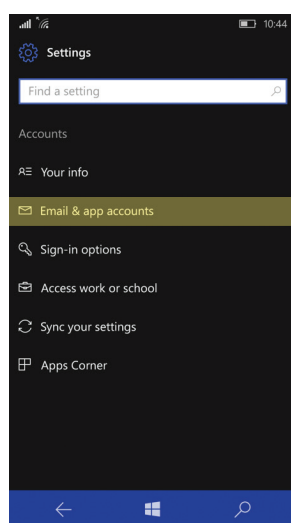 10:44
Settings
Find a setting
Accounts
Your info
Email & app accounts
Sign-in options
Access work or school
Sync your settings
Apps Corner